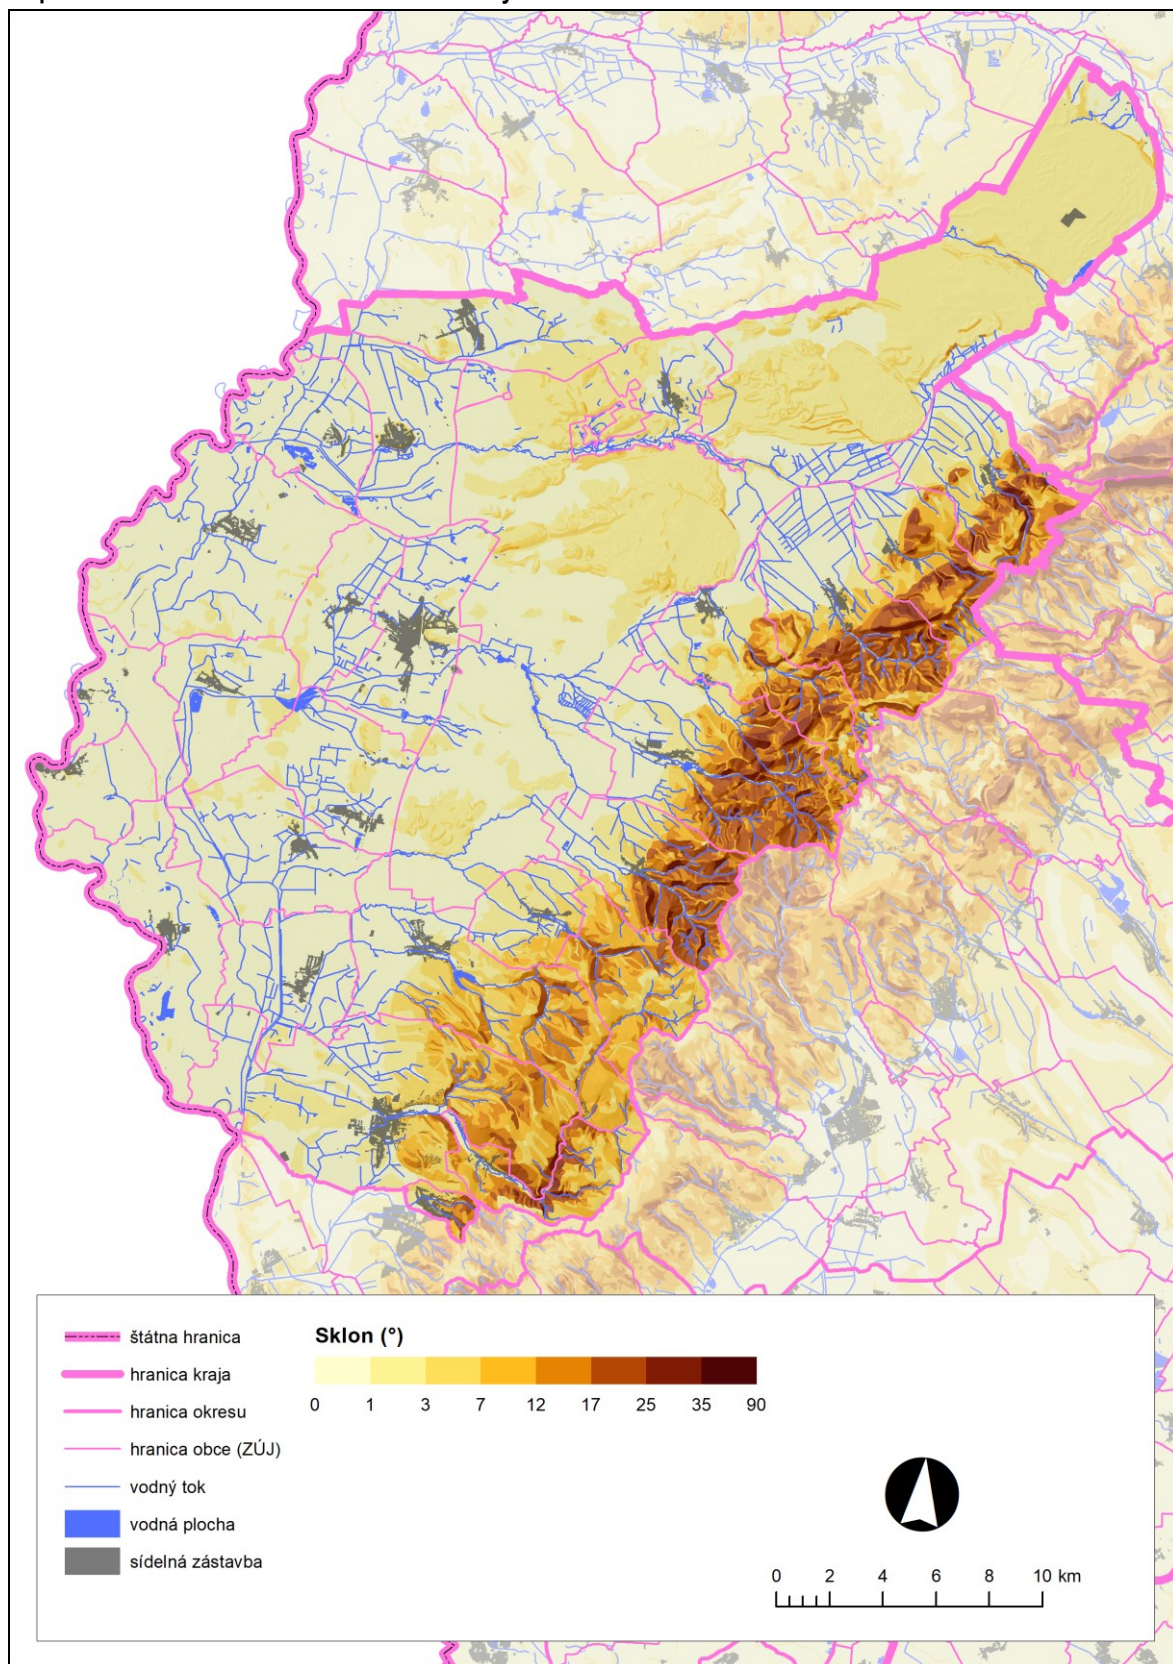 štátna hranica
hranica kraja
hranica okresu
hranica obce (ZÚJ)
vodný tok
vodná plocha
sídelná zástavba
Sklon (°)
0 1 3 7 12 17 25 35 90
0 2 4 6 8 10 km